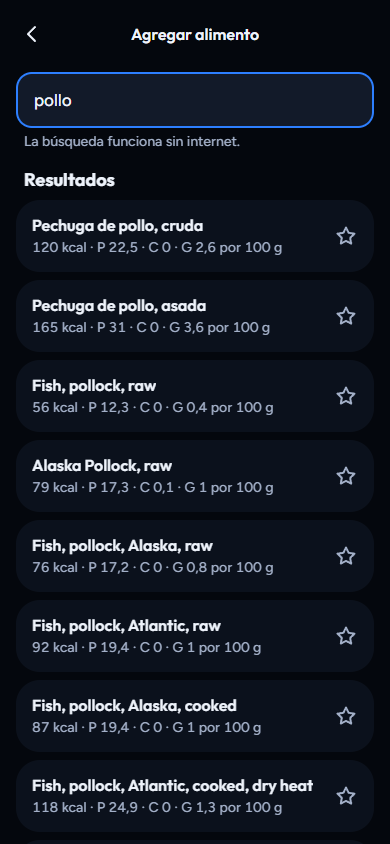 Agregar alimento
pollo
La búsqueda funciona sin internet.
Resultados
Pechuga de pollo, cruda
120 kcal · P 22,5 · C 0 · G 2,6 por 100 g
Pechuga de pollo, asada
165 kcal · P 31 · C 0 · G 3,6 por 100 g
Fish, pollock, raw
56 kcal · P 12,3 · C 0 · G 0,4 por 100 g
Alaska Pollock, raw
79 kcal · P 17,3 · C 0,1 · G 1 por 100 g
Fish, pollock, Alaska, raw
76 kcal · P 17,2 · C 0 · G 0,8 por 100 g
Fish, pollock, Atlantic, raw
92 kcal · P 19,4 · C 0 · G 1 por 100 g
Fish, pollock, Alaska, cooked
87 kcal · P 19,4 · C 0 · G 1 por 100 g
Fish, pollock, Atlantic, cooked, dry heat
118 kcal · P 24,9 · C 0 · G 1,3 por 100 g